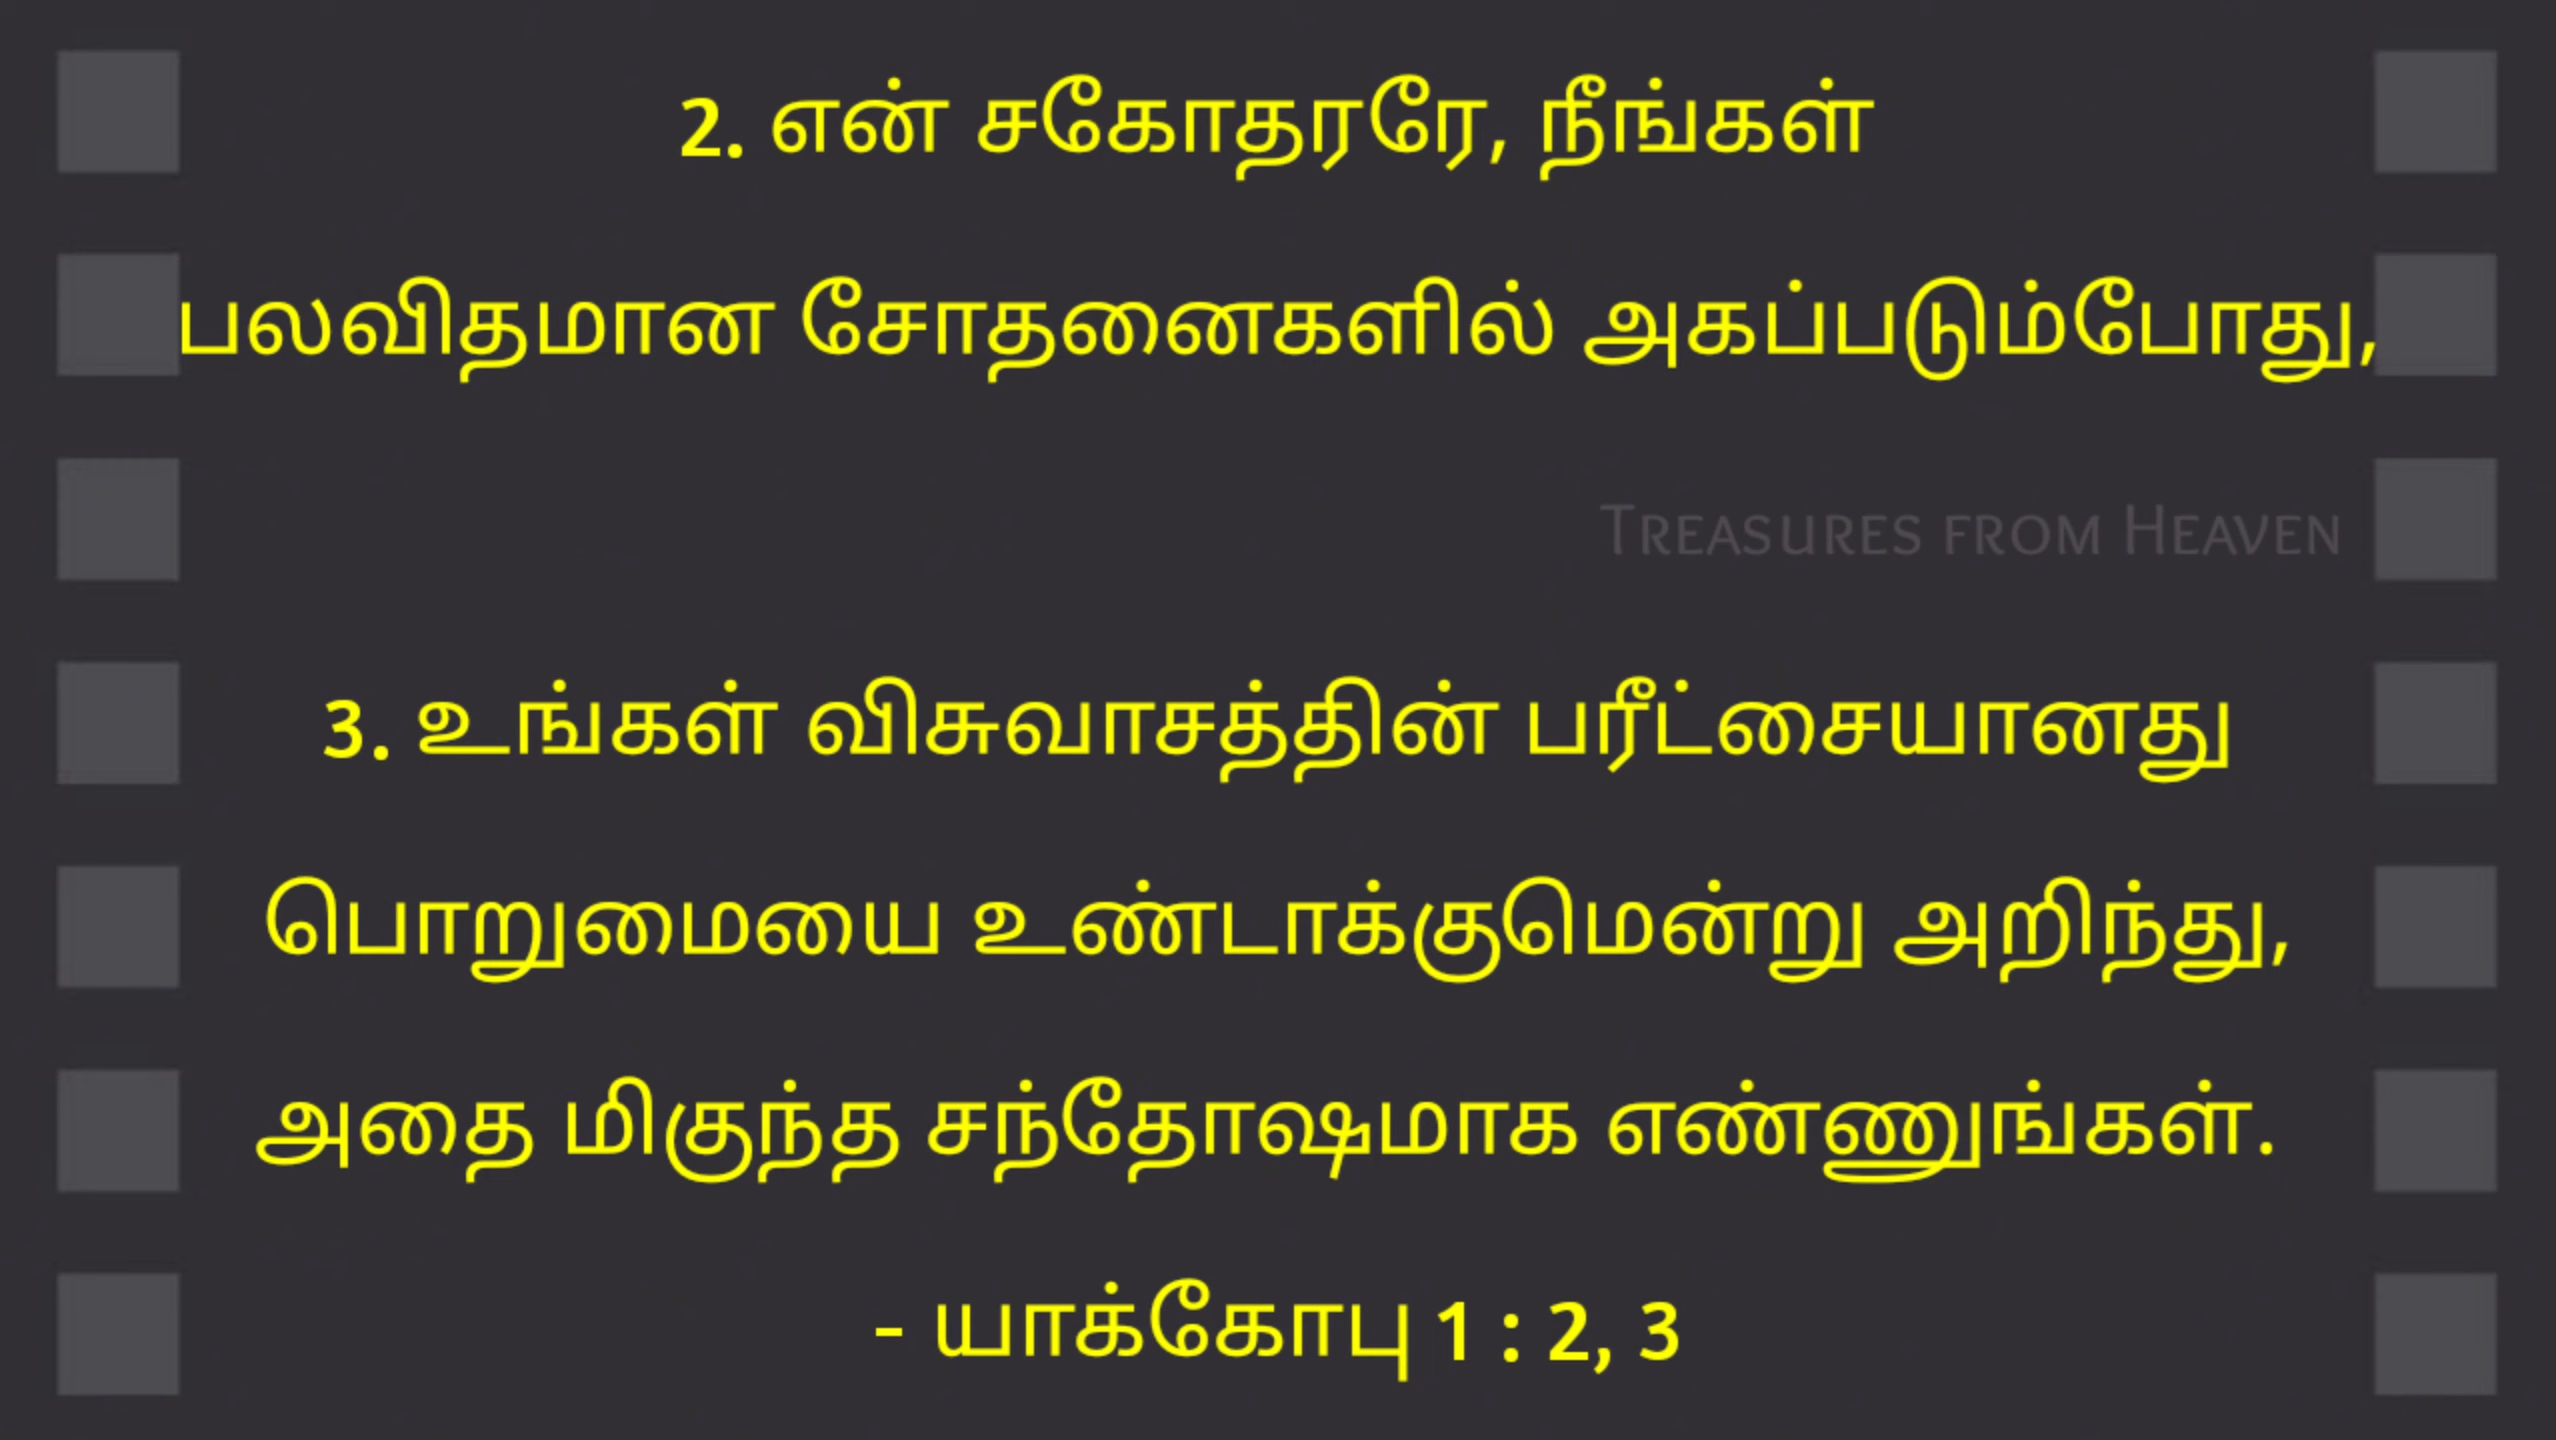 2. என் சகோதரரே, நீங்கள்
பலவிதமான சோதனைகளில் அகப்படும்போது,
TREASURES FROM HEAVEN
3. உங்கள் விசுவாசத்தின் பரீட்சையானது
பொறுமையை உண்டாக்குமென்று அறிந்து,
அதை மிகுந்த சந்தோஷமாக எண்ணுங்கள்.
- யாக்கோபு 1 : 2, 3